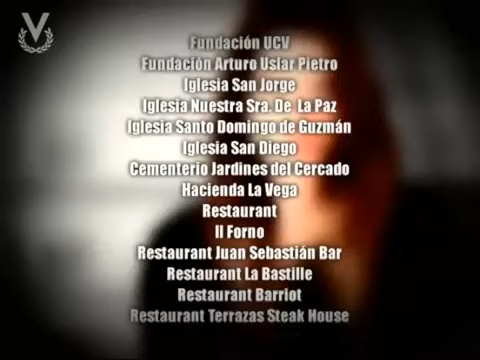 Fundación UCV
Fundación Arturo Uslar Pietro
Iglesia San Jorge
Iglesia Nuestra Sra. De La Paz
Iglesia Santo Domingo de Guzmán
Iglesia San Diego
Cementerio Jardines del Cercado
Hacienda La Vega
Restaurant
Il Forno
Restaurant Juan Sebastián Bar
Restaurant La Bastille
Restaurant Barriot
Restaurant Terrazas Steak House